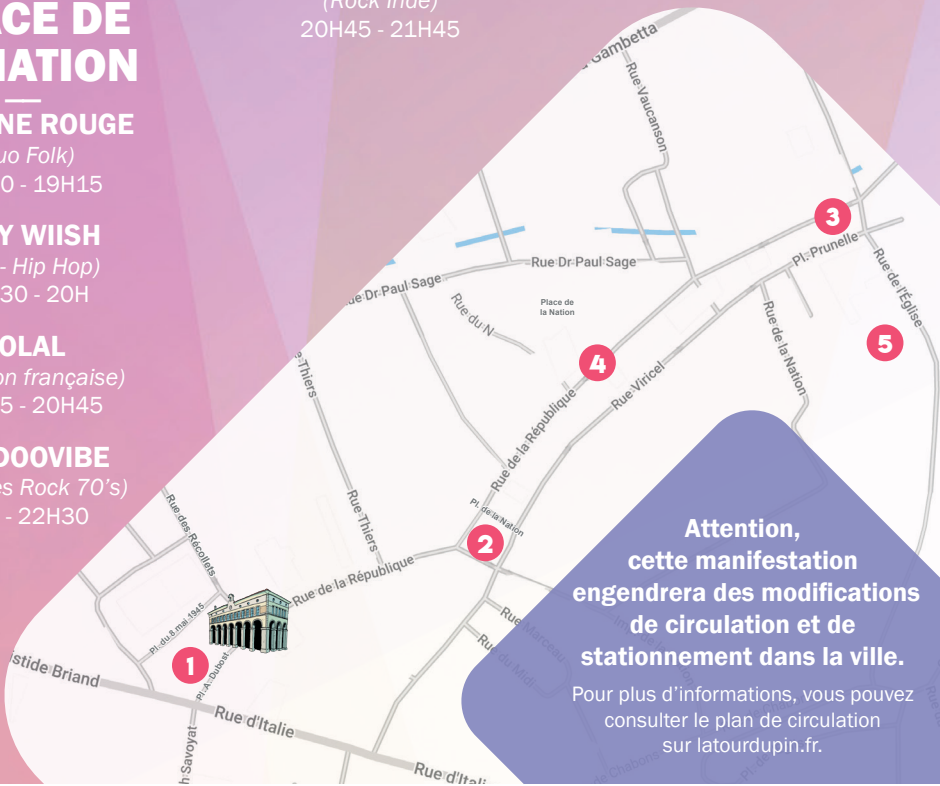 CE DE
NATION
NE ROUGE
uo Folk)
0 - 19H15
Y WIISH
- Hip Hop)
30 - 20H
OLAL
on française)
5 - 20H45
DOOVIBE
es Rock 70's)
- 22H30
(Rock Indé)
20H45 - 21H45
Gambetta
Rue Vaucanson
3
Pl. Prunelle
Rue de l'Église
Rue Dr Paul Sage
ue Dr Paul Sage
Place de
la Nation
Rue du N
5
4
Rue de la Nation
Rue Viricel
e Thiers
Rue de la République
Rue Thiers
Pl. de la Nation
2
Rue des Récollets
Rue de la République
Pl. du 8 mai 1945
1
Pl. A. Dubost
Rue Marceau
Rue du Midi
stide Briand
Rue d'Italie
h Savoyat
Rue d'Itali
Attention,
cette manifestation
engendrera des modifications
de circulation et de
stationnement dans la ville.
Pour plus d'informations, vous pouvez
consulter le plan de circulation
sur latourdupin.fr.
de Chabons